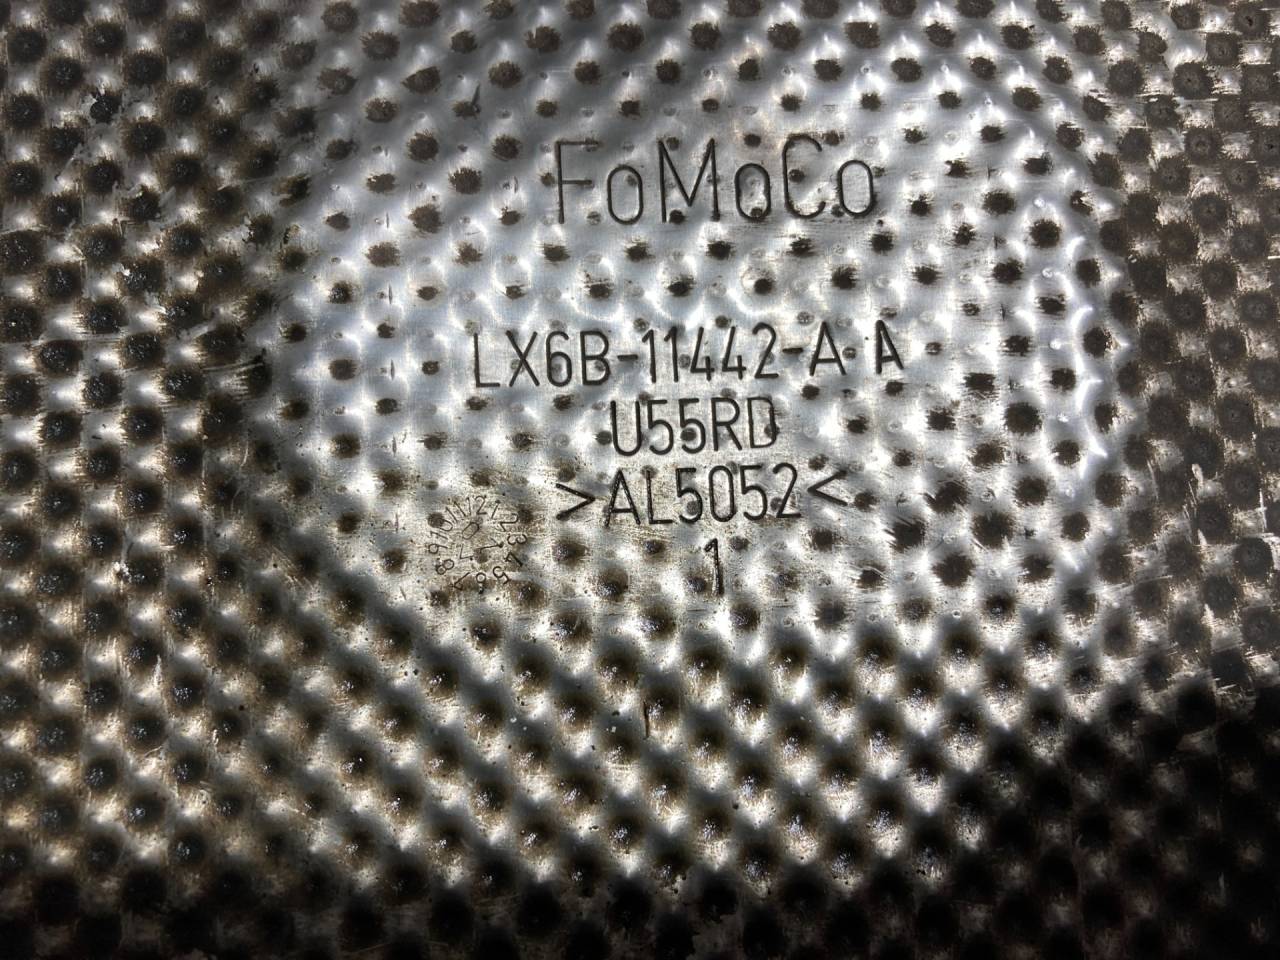 FoMoCo
LX6B-11442-A A
U55RD
>AL5052<
1